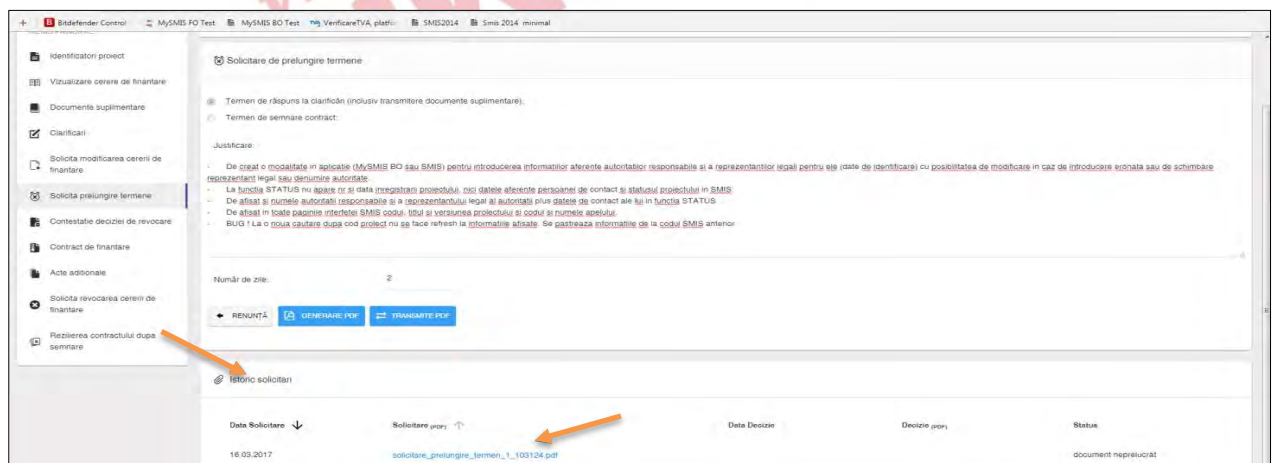 + Bitdefender Control MySMIS FO Test MySMIS BO Test VerificareTVA, platfo SMIS2014 Smis 2014 minimal
Identificatori proiect
Vizualizare cerere de finantare
Documente suplimentare
Clarificari
Solicita modificarea cererii de
finantare
Solicita prelungire termene
Contestatie deciziei de revocare
Contract de finantare
Acte aditionale
Solicita revocarea cererii de
finantare
Rezilierea contractului dupa
semnare
Solicitare de prelungire termene
Termen de răspuns la clarificări (inclusiv transmitere documente suplimentare);
Termen de semnare contract:
Justificare:
- De creat o modalitate in aplicatie (MySMIS BO sau SMIS) pentru introducerea informatiilor aferente autoritatilor responsabile si a reprezentantilor legali pentru ele (date de identificare) cu posibilitatea de modificare in caz de introducere eronata sau de schimbare
reprezentant legal sau denumire autoritate.
- La functia STATUS nu apare nr si data inregistrarii proiectului, nici datele aferente persoanei de contact si statusul proiectului in SMIS
- De afisat si numele autoritatii responsabile si a reprezentantului legal al autoritatii plus datele de contact ale lui in functia STATUS
- De afisat in toate paginile interfetei SMIS codul, titlul si versiunea proiectului si codul si numele apelului.
- BUG ! La o noua cautare dupa cod proiect nu se face refresh la informatiile afisate. Se pastreaza informatiile de la codul SMIS anterior
Număr de zile: 2
RENUNȚĂ GENERARE PDF TRANSMITE PDF
Istoric solicitari
Data Solicitare Solicitare (PDF) Data Decizie Decizie (PDF) Status
16.03.2017 solicitare_prelungire_termen_1_103124.pdf document neprelucrat